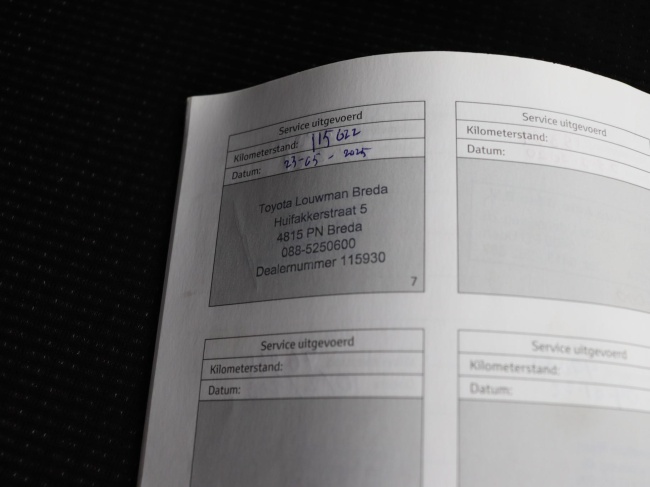 Service uitgevoerd
Kilometerstand: 115 622
Datum: 23-05-2025
Toyota Louwman Breda
Huifakkerstraat 5
4815 PN Breda
088-5250600
Dealernummer 115930
7
Service uitgevoerd
Kilometerstand:
Datum:
Service uitgevoerd
Kilometerstand:
Datum:
Service uitgevoerd
Kilometerstand:
Datum: